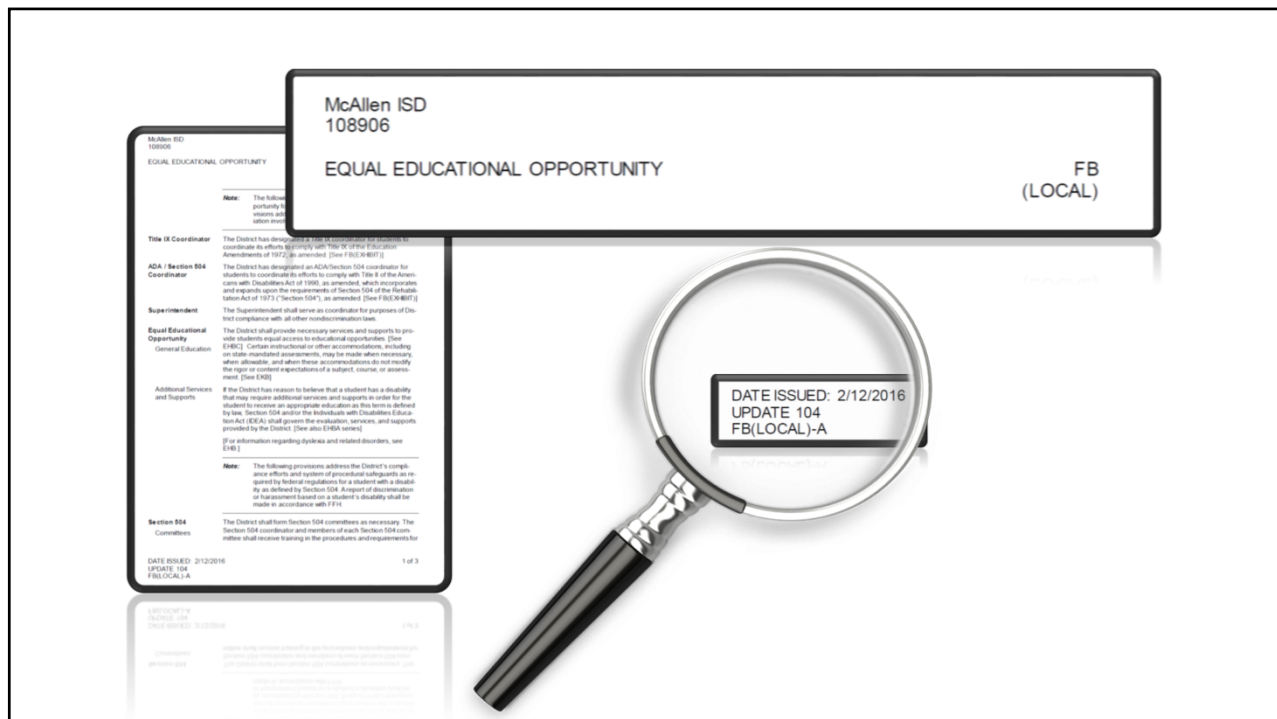 McAllen ISD
108906
EQUAL EDUCATIONAL OPPORTUNITY
FB
(LOCAL)
McAllen ISD
108906
EQUAL EDUCATIONAL OPPORTUNITY
Note: The following
portunity fo
visions add
iation invol
Title IX Coordinator
The District has designated a Title IX coordinator for students to
coordinate its efforts to comply with Title IX of the Education
Amendments of 1972, as amended. [See FB(EXHIBIT)]
ADA / Section 504
Coordinator
The District has designated an ADA/Section 504 coordinator for
students to coordinate its efforts to comply with Title II of the Ameri-
cans with Disabilities Act of 1990, as amended, which incorporates
and expands upon the requirements of Section 504 of the Rehabili-
tation Act of 1973 ("Section 504"), as amended. [See FB(EXHIBIT)]
Superintendent
The Superintendent shall serve as coordinator for purposes of Dis-
trict compliance with all other nondiscrimination laws.
Equal Educational
Opportunity
General Education
The District shall provide necessary services and supports to pro-
vide students equal access to educational opportunities. [See
EHBC] Certain instructional or other accommodations, including
on state-mandated assessments, may be made when necessary,
when allowable, and when these accommodations do not modify
the rigor or content expectations of a subject, course, or assess-
ment. [See EKB]
Additional Services
and Supports
If the District has reason to believe that a student has a disability
that may require additional services and supports in order for the
student to receive an appropriate education as this term is defined
by law, Section 504 and/or the Individuals with Disabilities Educa-
tion Act (IDEA) shall govern the evaluation, services, and supports
provided by the District. [See also EHBA series]
[For information regarding dyslexia and related disorders, see
EHB.]
Note: The following provisions address the District's compli-
ance efforts and system of procedural safeguards as re-
quired by federal regulations for a student with a disabil-
ity as defined by Section 504. A report of discrimination
or harassment based on a student's disability shall be
made in accordance with FFH.
Section 504
Committees
The District shall form Section 504 committees as necessary. The
Section 504 coordinator and members of each Section 504 com-
mittee shall receive training in the procedures and requirements for
DATE ISSUED: 2/12/2016
UPDATE 104
FB(LOCAL)-A
1 of 3
DATE ISSUED: 2/12/2016
UPDATE 104
FB(LOCAL)-A